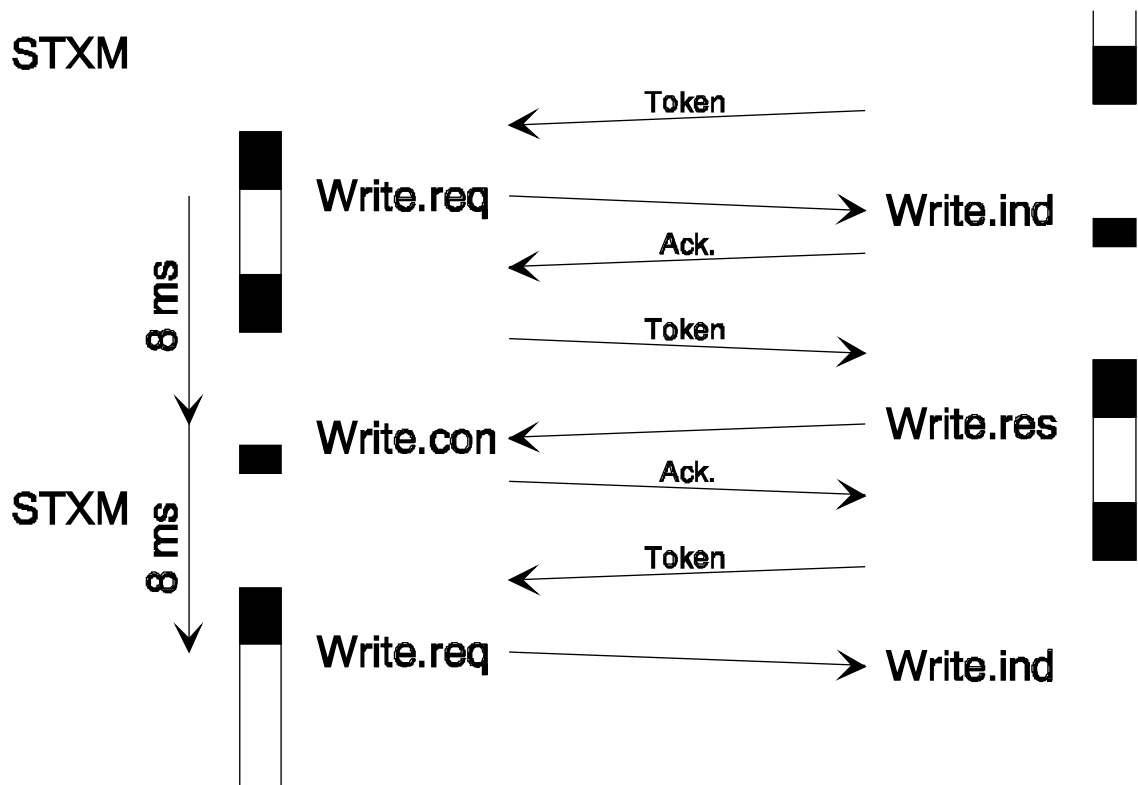 STXM
Token
Write.req
Write.ind
Ack.
8 ms
Token
Write.con
Write.res
Ack.
STXM
8 ms
Token
Write.req
Write.ind